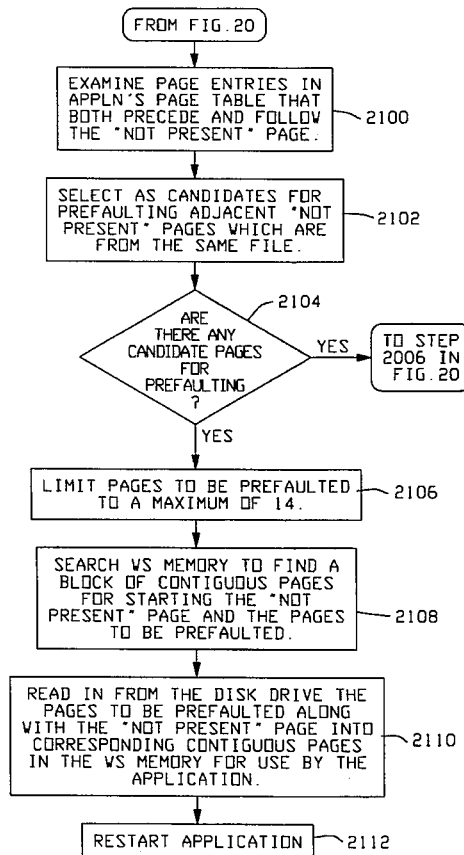 FROM FIG.20
EXAMINE PAGE ENTRIES IN
APPLN'S PAGE TABLE THAT
BOTH PRECEDE AND FOLLOW
THE "NOT PRESENT" PAGE.
2100
SELECT AS CANDIDATES FOR
PREFAULTING ADJACENT "NOT
PRESENT" PAGES WHICH ARE
FROM THE SAME FILE.
2102
2104
ARE
THERE ANY
CANDIDATE PAGES
FOR
PREFAULTING
?
YES
TO STEP
2006 IN
FIG.20
YES
LIMIT PAGES TO BE PREFAULTED
TO A MAXIMUM OF 14.
2106
SEARCH WS MEMORY TO FIND A
BLOCK OF CONTIGUOUS PAGES
FOR STARTING THE "NOT
PRESENT" PAGE AND THE PAGES
TO BE PREFAULTED.
2108
READ IN FROM THE DISK DRIVE THE
PAGES TO BE PREFAULTED ALONG
WITH THE "NOT PRESENT" PAGE INTO
CORRESPONDING CONTIGUOUS PAGES
IN THE WS MEMORY FOR USE BY THE
APPLICATION.
2110
RESTART APPLICATION
2112